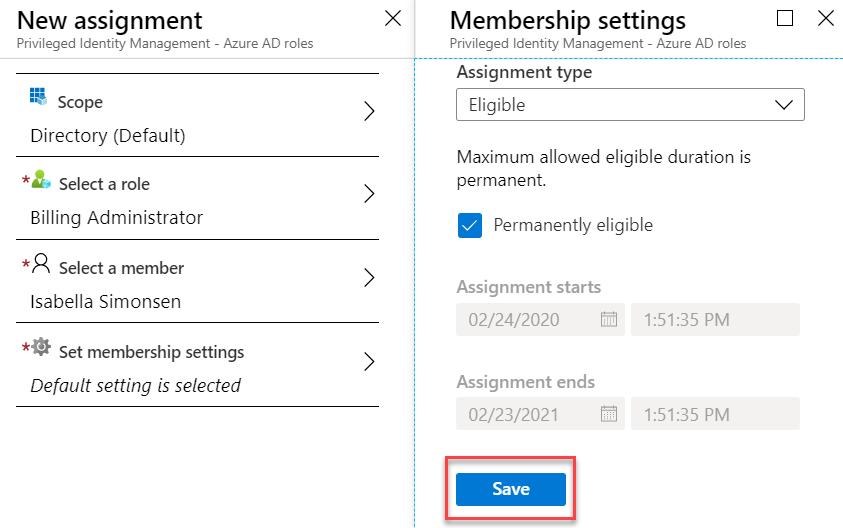 New assignment
Privileged Identity Management - Azure AD roles
Scope
Directory (Default)
* Select a role
Billing Administrator
* Select a member
Isabella Simonsen
* Set membership settings
Default setting is selected
Membership settings
Privileged Identity Management - Azure AD roles
Assignment type
Eligible
Maximum allowed eligible duration is
permanent.
Permanently eligible
Assignment starts
02/24/2020 1:51:35 PM
Assignment ends
02/23/2021 1:51:35 PM
Save